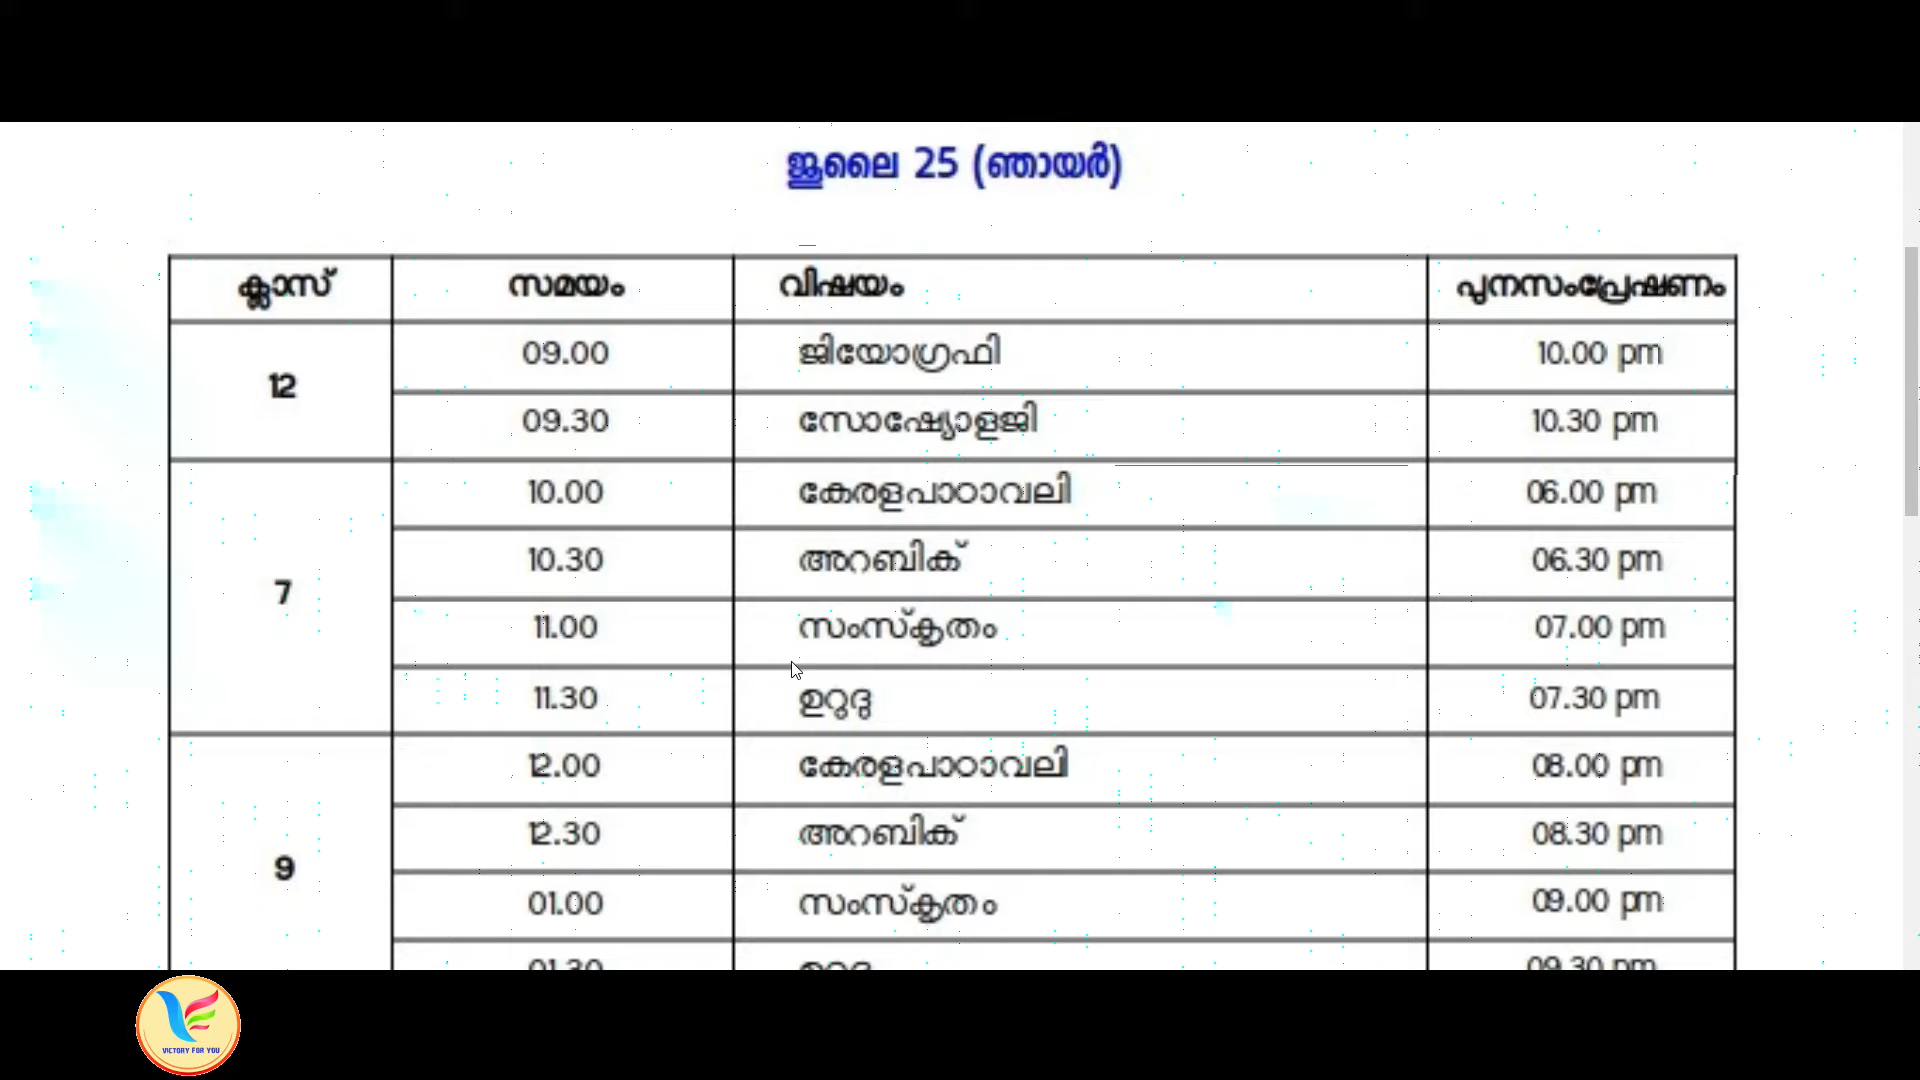 ജൂലൈ 25 (ഞായർ)
ക്ലാസ് സമയം വിഷയം പുനസംപ്രേഷണം
12 09.00 ജിയോഗ്രഫി 10.00 pm
09.30 സോഷ്യോളജി 10.30 pm
7 10.00 കേരളപാഠാവലി 06.00 pm
10.30 അറബിക് 06.30 pm
11.00 സംസ്കൃതം 07.00 pm
11.30 ഉറുദു 07.30 pm
9 12.00 കേരളപാഠാവലി 08.00 pm
12.30 അറബിക് 08.30 pm
01.00 സംസ്കൃതം 09.00 pm
01.30 09.30 pm
VICTORY FOR YOU